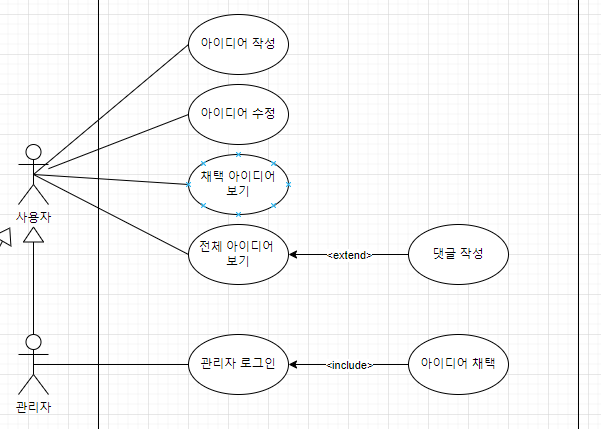 아이디어 작성
아이디어 수정
채택 아이디어
보기
사용자
전체 아이디어
보기
<extend>
댓글 작성
관리자 로그인
<include>
아이디어 채택
관리자